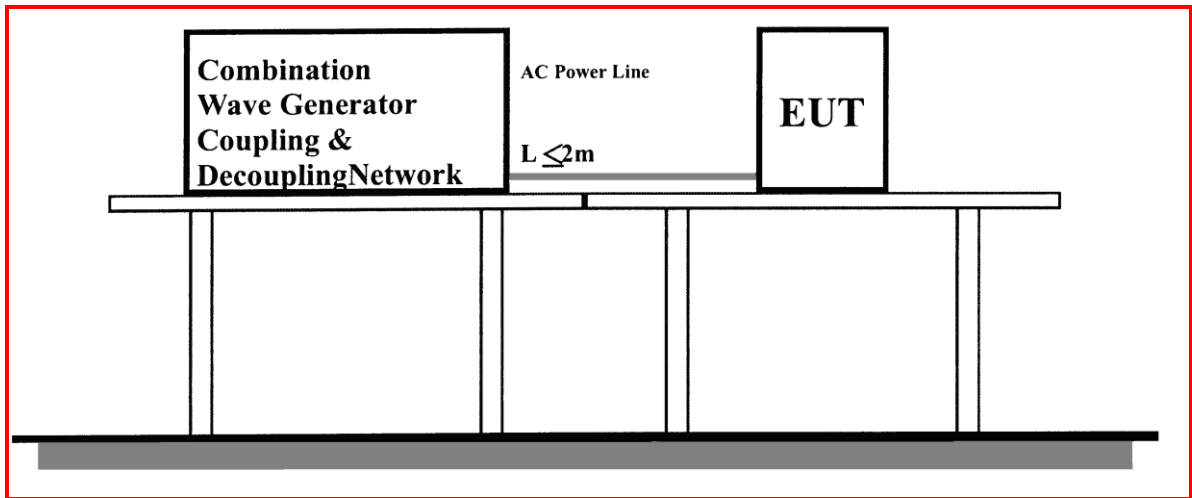 Combination
Wave Generator
Coupling &
DecouplingNetwork
AC Power Line
L ≤2m
EUT